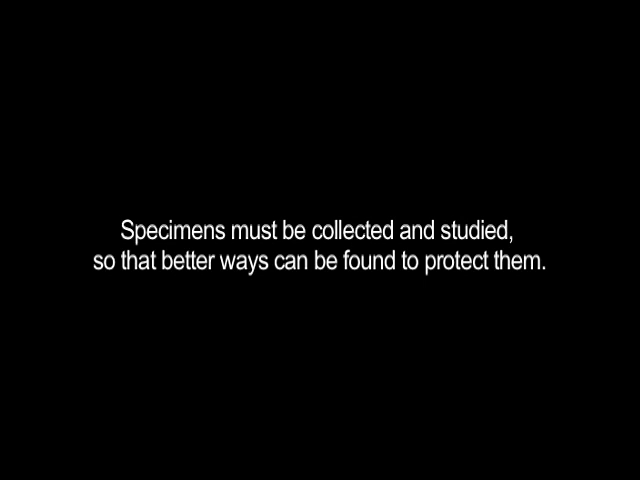 Specimens must be collected and studied,
so that better ways can be found to protect them.